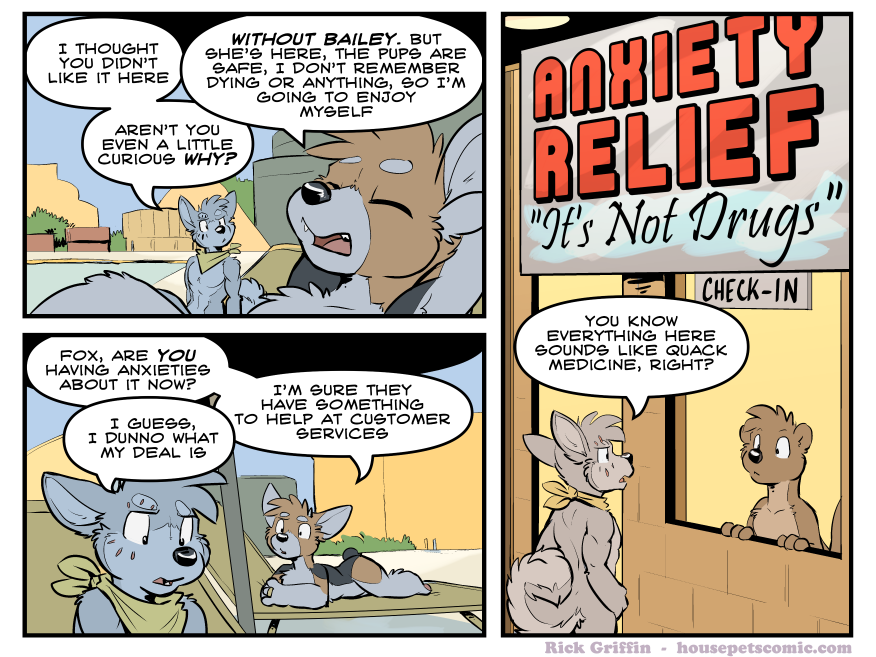 I THOUGHT
YOU DIDN'T
LIKE IT HERE
WITHOUT BAILEY. BUT
SHE'S HERE, THE PUPS ARE
SAFE, I DON'T REMEMBER
DYING OR ANYTHING, SO I'M
GOING TO ENJOY
MYSELF
AREN'T YOU
EVEN A LITTLE
CURIOUS WHY?
FOX, ARE YOU
HAVING ANXIETIES
ABOUT IT NOW?
I GUESS,
I DUNNO WHAT
MY DEAL IS
I'M SURE THEY
HAVE SOMETHING
TO HELP AT CUSTOMER
SERVICES
ANXIETY
RELIEF
"It's Not Drugs"
CHECK-IN
YOU KNOW
EVERYTHING HERE
SOUNDS LIKE QUACK
MEDICINE, RIGHT?
Rick Griffin - housepetscomic.com